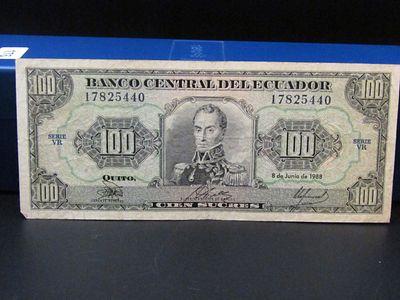 100 BANCO CENTRAL DEL ECUADOR 100
17825440 17825440
SERIE VR 100 100 SERIE VR
QUITO,
8 de Junio de 1988
100 CIEN SUCRES 100